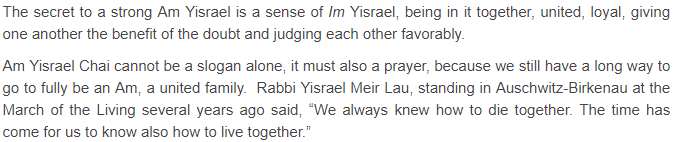 The secret to a strong Am Yisrael is a sense of Im Yisrael, being in it together, united, loyal, giving
one another the benefit of the doubt and judging each other favorably.
Am Yisrael Chai cannot be a slogan alone, it must also a prayer, because we still have a long way to
go to fully be an Am, a united family.  Rabbi Yisrael Meir Lau, standing in Auschwitz-Birkenau at the
March of the Living several years ago said, “We always knew how to die together. The time has
come for us to know also how to live together.”